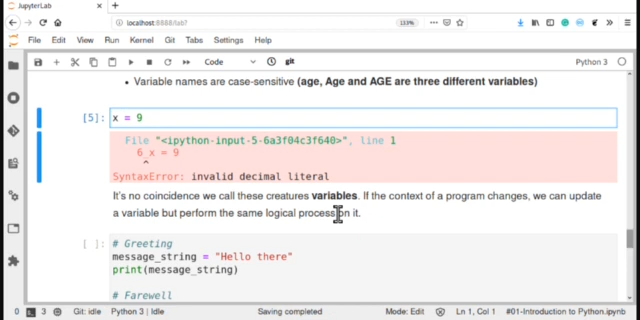 JupyterLab
localhost:8888/lab?
133%
File Edit View Run Kernel Git Tabs Settings Help
Code
git
Python 3
• Variable names are case-sensitive (age, Age and AGE are three different variables)
[5]: x = 9
File "<ipython-input-5-6a3f04c3f640>", line 1
6_x = 9
^
SyntaxError: invalid decimal literal
It's no coincidence we call these creatures variables. If the context of a program changes, we can update
a variable but perform the same logical process on it.
[ ]: # Greeting
message_string = "Hello there"
print(message_string)
# Farewell
0 3 Git: idle Python 3 | Idle Saving completed Mode: Edit Ln 1, Col 1 #01-Introduction to Python.ipynb